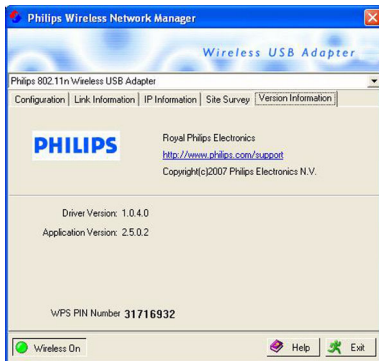 Philips Wireless Network Manager
Wireless USB Adapter
Philips 802.11n Wireless USB Adapter
Configuration Link Information IP Information Site Survey Version Information
PHILIPS
Royal Philips Electronics
http://www.philips.com/support
Copyright(c)2007 Philips Electronics N.V.
Driver Version: 1.0.4.0
Application Version: 2.5.0.2
WPS PIN Number 31716932
Wireless On Help Exit